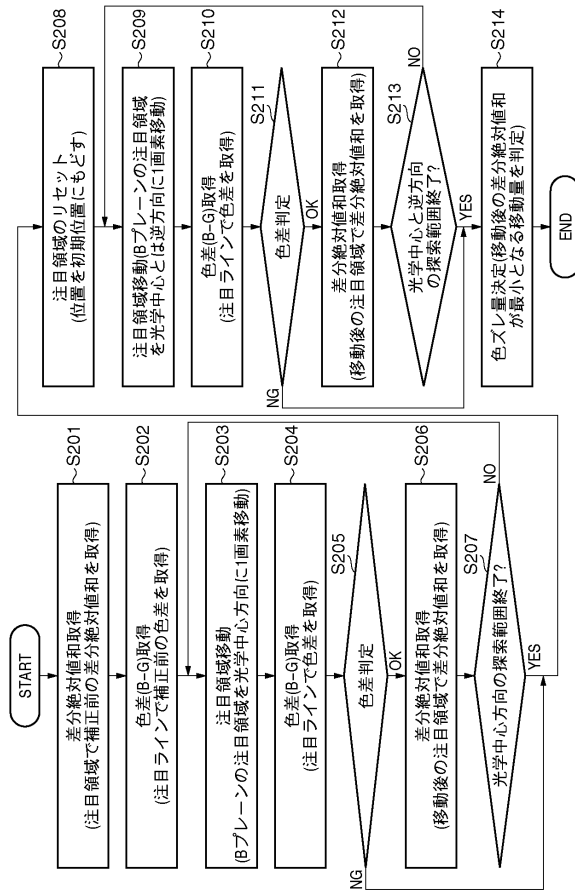 START
差分絶対値和取得
(注目領域で補正前の差分絶対値和を取得)
S201
色差(B-G)取得
(注目ラインで補正前の色差を取得)
S202
注目領域移動
(Bプレーンの注目領域を光学中心方向に1画素移動)
S203
色差(B-G)取得
(注目ラインで色差を取得)
S204
色差判定
S205
NG
OK
差分絶対値和取得
(移動後の注目領域で差分絶対値和を取得)
S206
光学中心方向の探索範囲終了?
S207
NO
YES
注目領域のリセット
(位置を初期位置にもどす)
S208
注目領域移動(Bプレーンの注目領域
を光学中心とは逆方向に1画素移動)
S209
色差(B-G)取得
(注目ラインで色差を取得)
S210
色差判定
S211
NG
OK
差分絶対値和取得
(移動後の注目領域で差分絶対値和を取得)
S212
光学中心と逆方向
の探索範囲終了?
S213
NO
YES
色ズレ量決定(移動後の差分絶対値和
が最小となる移動量を判定)
S214
END